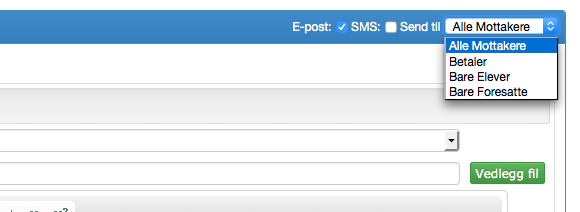 E-post: SMS: Send til Alle Mottakere
Alle Mottakere
Betaler
Bare Elever
Bare Foresatte
Vedlegg fil